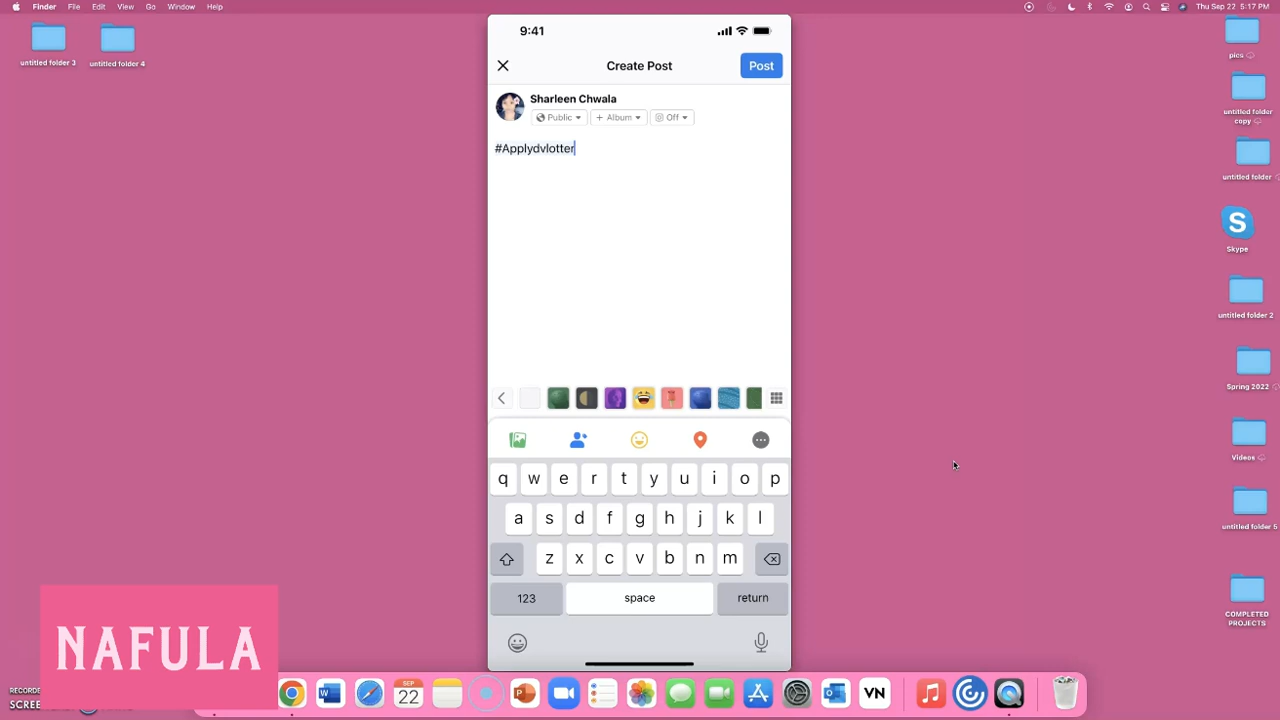 Finder File Edit View Go Window Help
Thu Sep 22 5:17 PM
untitled folder 3
untitled folder 4
pics
untitled folder copy
untitled folder
Skype
untitled folder 2
Spring 2022
Videos
untitled folder 5
COMPLETED PROJECTS
9:41
Create Post
Post
Sharleen Chwala
Public
+ Album
Off
#Applydvlotter
q w e r t y u i o p
a s d f g h j k l
z x c v b n m
123 space return
NAFULA
RECORDE
SCREE
SEP
22
VN